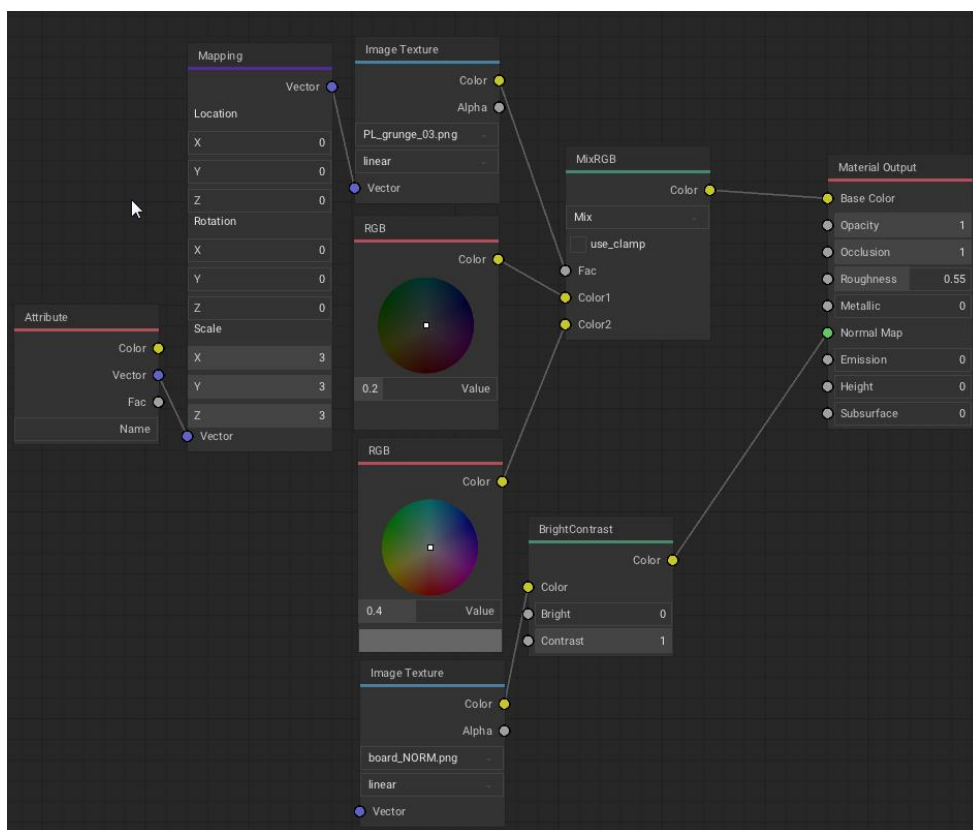 Attribute
Color
Vector
Fac
Name
Mapping
Vector
Location
X 0
Y 0
Z 0
Rotation
X 0
Y 0
Z 0
Scale
X 3
Y 3
Z 3
Vector
Image Texture
Color
Alpha
PL_grunge_03.png
linear
Vector
RGB
Color
0.2 Value
RGB
Color
0.4 Value
Image Texture
Color
Alpha
board_NORM.png
linear
Vector
MixRGB
Color
Mix
use_clamp
Fac
Color1
Color2
BrightContrast
Color
Color
Bright 0
Contrast 1
Material Output
Base Color
Opacity 1
Occlusion 1
Roughness 0.55
Metallic 0
Normal Map
Emission 0
Height 0
Subsurface 0